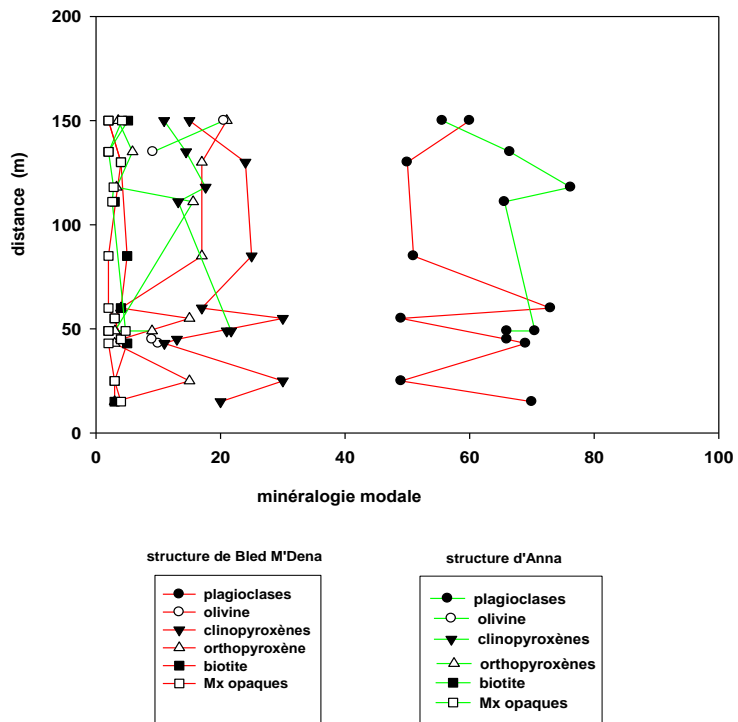 200
150
100
50
0
distance (m)
0 20 40 60 80 100
minéralogie modale
structure de Bled M'Dena
plagioclases
olivine
clinopyroxènes
orthopyroxène
biotite
Mx opaques
structure d'Anna
plagioclases
olivine
clinopyroxènes
orthopyroxènes
biotite
Mx opaques